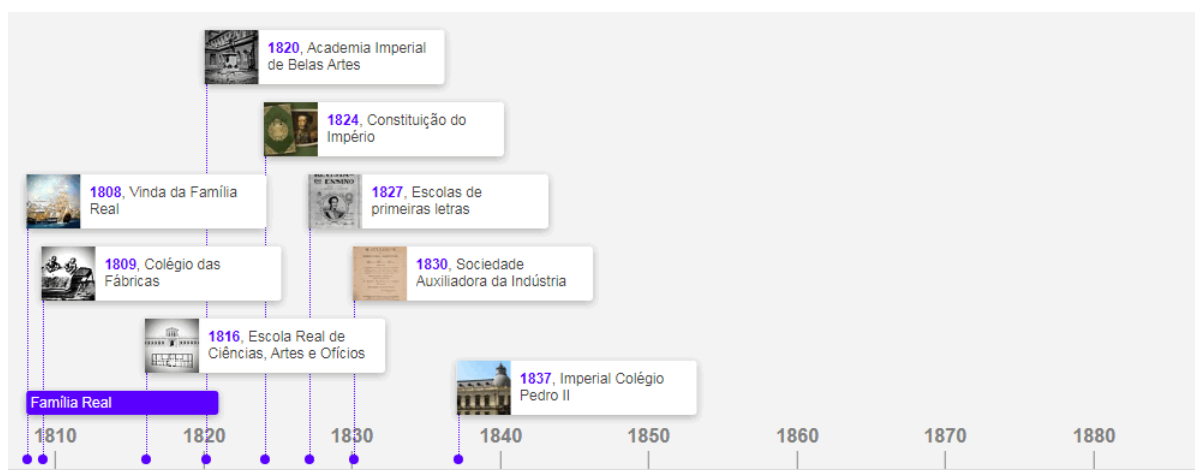 1820, Academia Imperial
de Belas Artes
1824, Constituição do
Império
1808, Vinda da Família
Real
1827, Escolas de
primeiras letras
1809, Colégio das
Fábricas
1830, Sociedade
Auxiliadora da Indústria
1816, Escola Real de
Ciências, Artes e Ofícios
1837, Imperial Colégio
Pedro II
Família Real
1810 1820 1830 1840 1850 1860 1870 1880